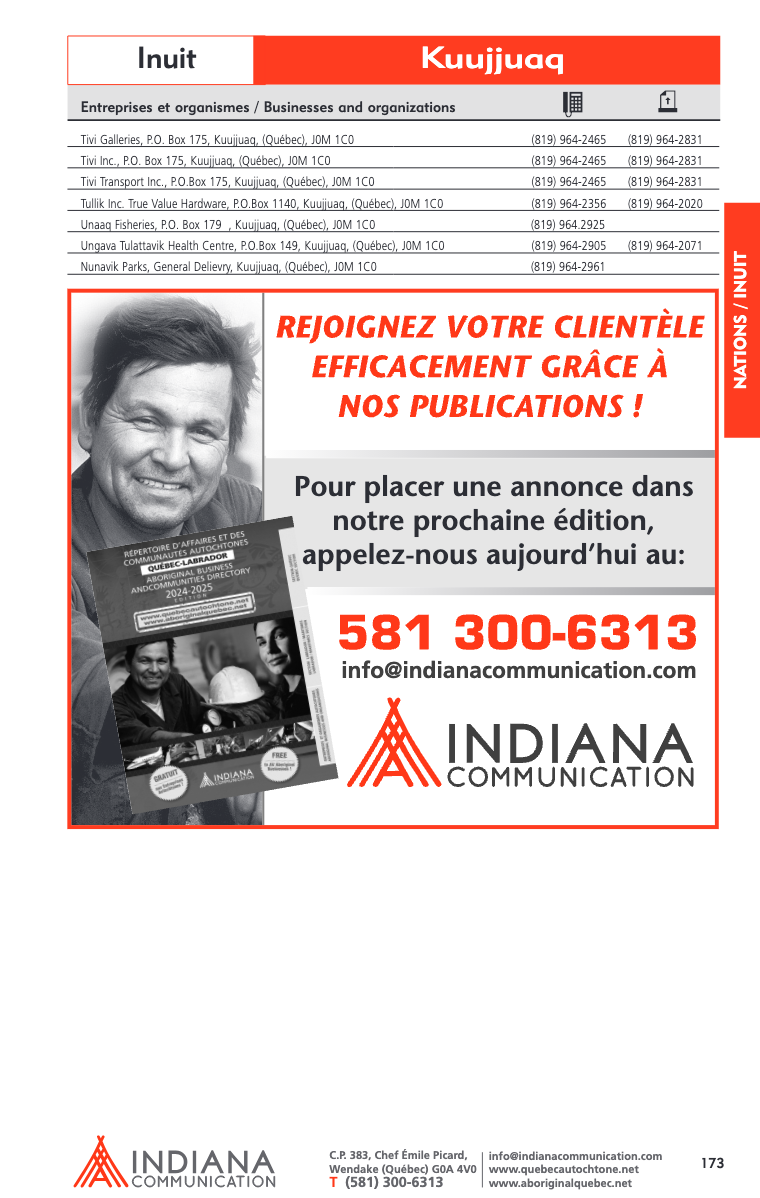 Inuit
Kuujjuaq
Entreprises et organismes / Businesses and organizations
Tivi Galleries, P.O. Box 175, Kuujjuaq, (Québec), J0M 1C0 (819) 964-2465 (819) 964-2831
Tivi Inc., P.O. Box 175, Kuujjuaq, (Québec), J0M 1C0 (819) 964-2465 (819) 964-2831
Tivi Transport Inc., P.O.Box 175, Kuujjuaq, (Québec), J0M 1C0 (819) 964-2465 (819) 964-2831
Tullik Inc. True Value Hardware, P.O.Box 1140, Kuujjuaq, (Québec), J0M 1C0 (819) 964-2356 (819) 964-2020
Unaaq Fisheries, P.O. Box 179 , Kuujjuaq, (Québec), J0M 1C0 (819) 964.2925
Ungava Tulattavik Health Centre, P.O.Box 149, Kuujjuaq, (Québec), J0M 1C0 (819) 964-2905 (819) 964-2071
Nunavik Parks, General Delievry, Kuujjuaq, (Québec), J0M 1C0 (819) 964-2961
NATIONS / INUIT
REJOIGNEZ VOTRE CLIENTÈLE
EFFICACEMENT GRÂCE À
NOS PUBLICATIONS !
Pour placer une annonce dans
notre prochaine édition,
appelez-nous aujourd’hui au:
581 300-6313
info@indianacommunication.com
INDIANA
COMMUNICATION
RÉPERTOIRE D'AFFAIRES ET DES
COMMUNAUTÉS AUTOCHTONES
QUÉBEC-LABRADOR
ABORIGINAL BUSINESS
ANDCOMMUNITIES DIRECTORY
2024-2025
EDITION
www.quebecautochtone.net
www.aboriginalquebec.net
GRATUIT
FREE
INDIANA
COMMUNICATION
INDIANA
COMMUNICATION
C.P. 383, Chef Émile Picard,
Wendake (Québec) G0A 4V0
T (581) 300-6313
info@indianacommunication.com
www.quebecautochtone.net
www.aboriginalquebec.net
173